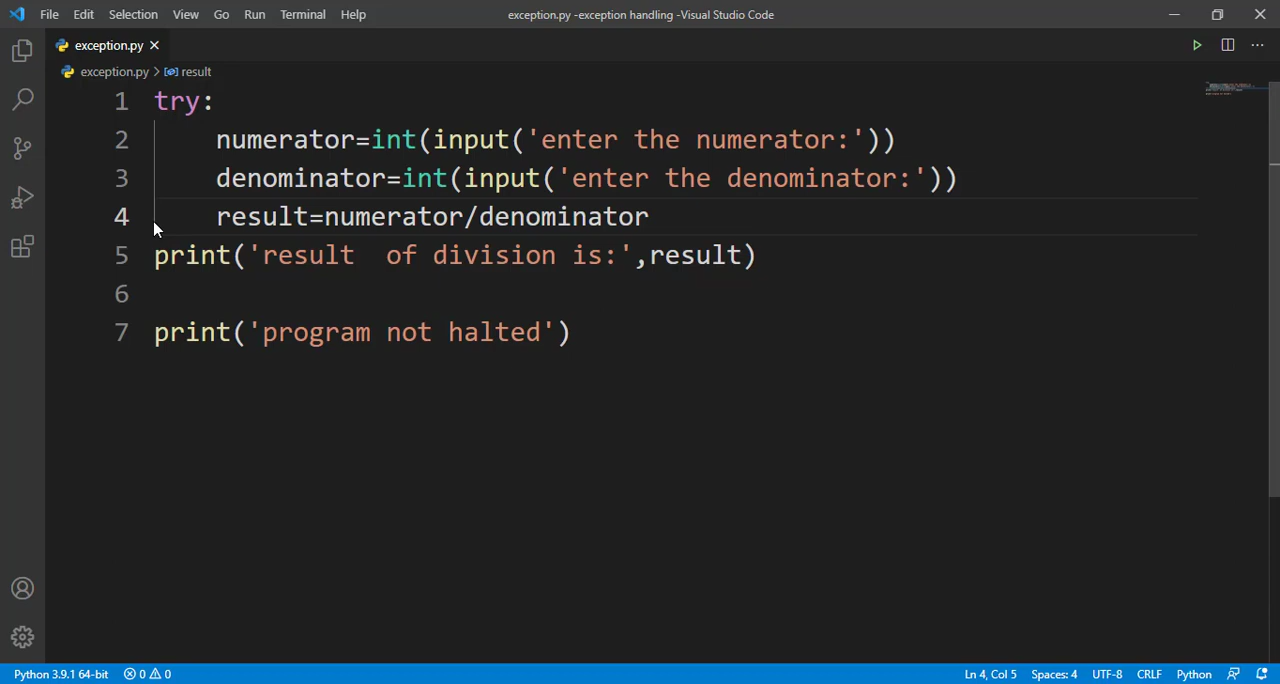 File Edit Selection View Go Run Terminal Help exception.py -exception handling -Visual Studio Code
exception.py
exception.py > result
1 try:
2     numerator=int(input('enter the numerator:'))
3     denominator=int(input('enter the denominator:'))
4     result=numerator/denominator
5 print('result  of division is:',result)
6
7 print('program not halted')
Python 3.9.1 64-bit 0 0 Ln 4, Col 5 Spaces: 4 UTF-8 CRLF Python